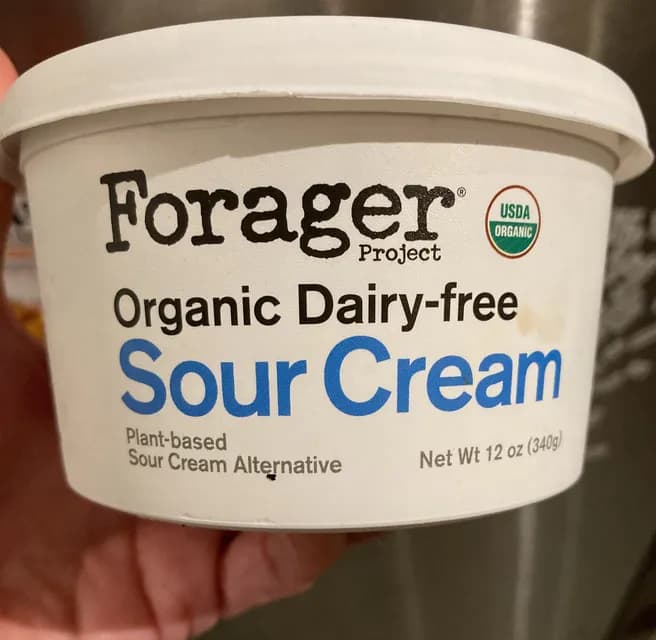 Forager®
Project
USDA
ORGANIC
Organic Dairy-free
Sour Cream
Plant-based
Sour Cream Alternative
Net Wt 12 oz (340g)